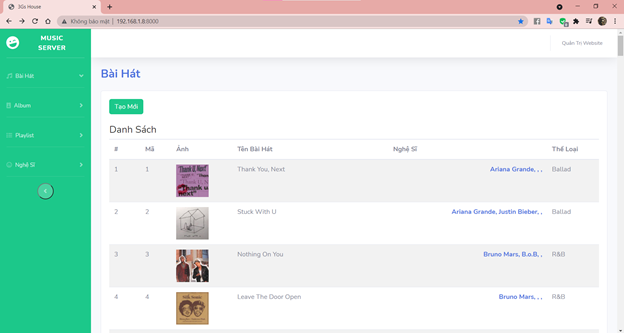 3Gs House
Không bảo mật | 192.168.1.8:8000
MUSIC SERVER
Quản Trị Website
Bài Hát
Album
Playlist
Nghệ Sĩ
Bài Hát
Tạo Mới
Danh Sách
# Mã Ảnh Tên Bài Hát Nghệ Sĩ Thể Loại
1 1 Thank You, Next Ariana Grande, , , Ballad
2 2 Stuck With U Ariana Grande, Justin Bieber, , Ballad
3 3 Nothing On You Bruno Mars, B.o.B, , R&B
4 4 Leave The Door Open Bruno Mars, , , R&B